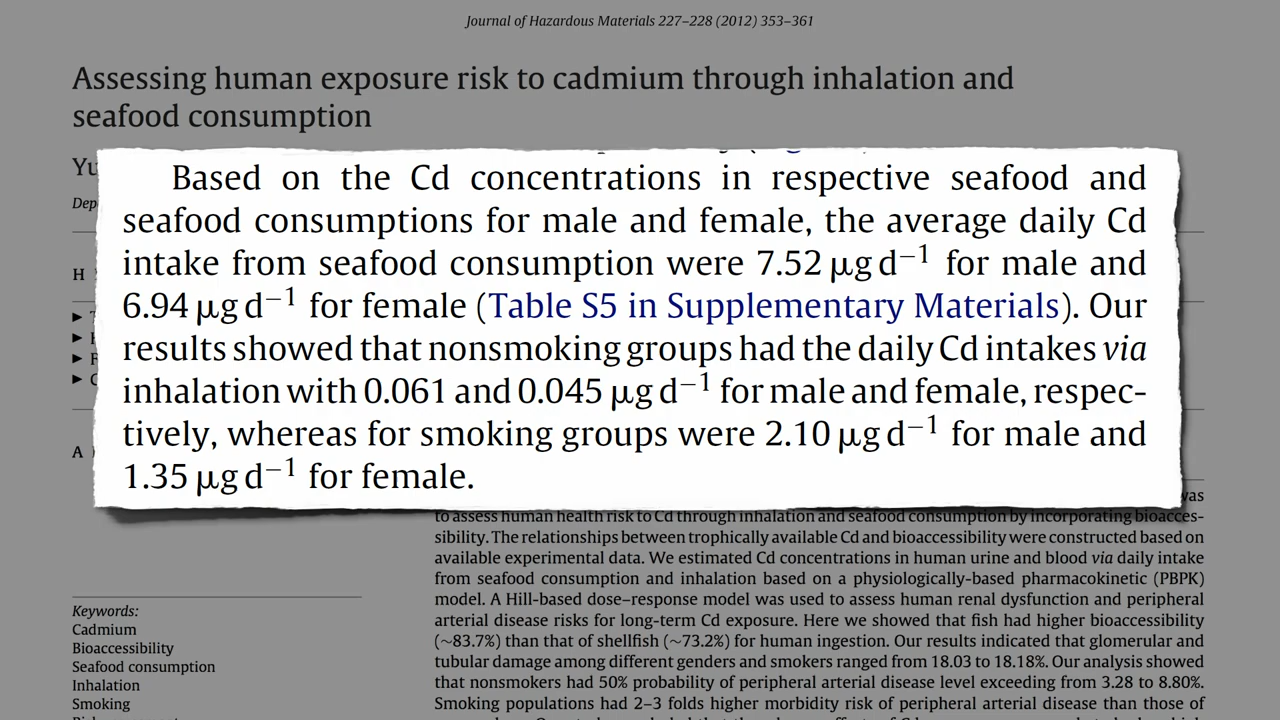 Journal of Hazardous Materials 227–228 (2012) 353–361
Assessing human exposure risk to cadmium through inhalation and
seafood consumption
Based on the Cd concentrations in respective seafood and
seafood consumptions for male and female, the average daily Cd
intake from seafood consumption were 7.52 μg d⁻¹ for male and
6.94 μg d⁻¹ for female (Table S5 in Supplementary Materials). Our
results showed that nonsmoking groups had the daily Cd intakes via
inhalation with 0.061 and 0.045 μg d⁻¹ for male and female, respec-
tively, whereas for smoking groups were 2.10 μg d⁻¹ for male and
1.35 μg d⁻¹ for female.
was
to assess human health risk to Cd through inhalation and seafood consumption by incorporating bioacces-
sibility. The relationships between trophically available Cd and bioaccessibility were constructed based on
available experimental data. We estimated Cd concentrations in human urine and blood via daily intake
from seafood consumption and inhalation based on a physiologically-based pharmacokinetic (PBPK)
model. A Hill-based dose–response model was used to assess human renal dysfunction and peripheral
arterial disease risks for long-term Cd exposure. Here we showed that fish had higher bioaccessibility
(∼83.7%) than that of shellfish (∼73.2%) for human ingestion. Our results indicated that glomerular and
tubular damage among different genders and smokers ranged from 18.03 to 18.18%. Our analysis showed
that nonsmokers had 50% probability of peripheral arterial disease level exceeding from 3.28 to 8.80%.
Smoking populations had 2–3 folds higher morbidity risk of peripheral arterial disease than those of
Keywords:
Cadmium
Bioaccessibility
Seafood consumption
Inhalation
Smoking